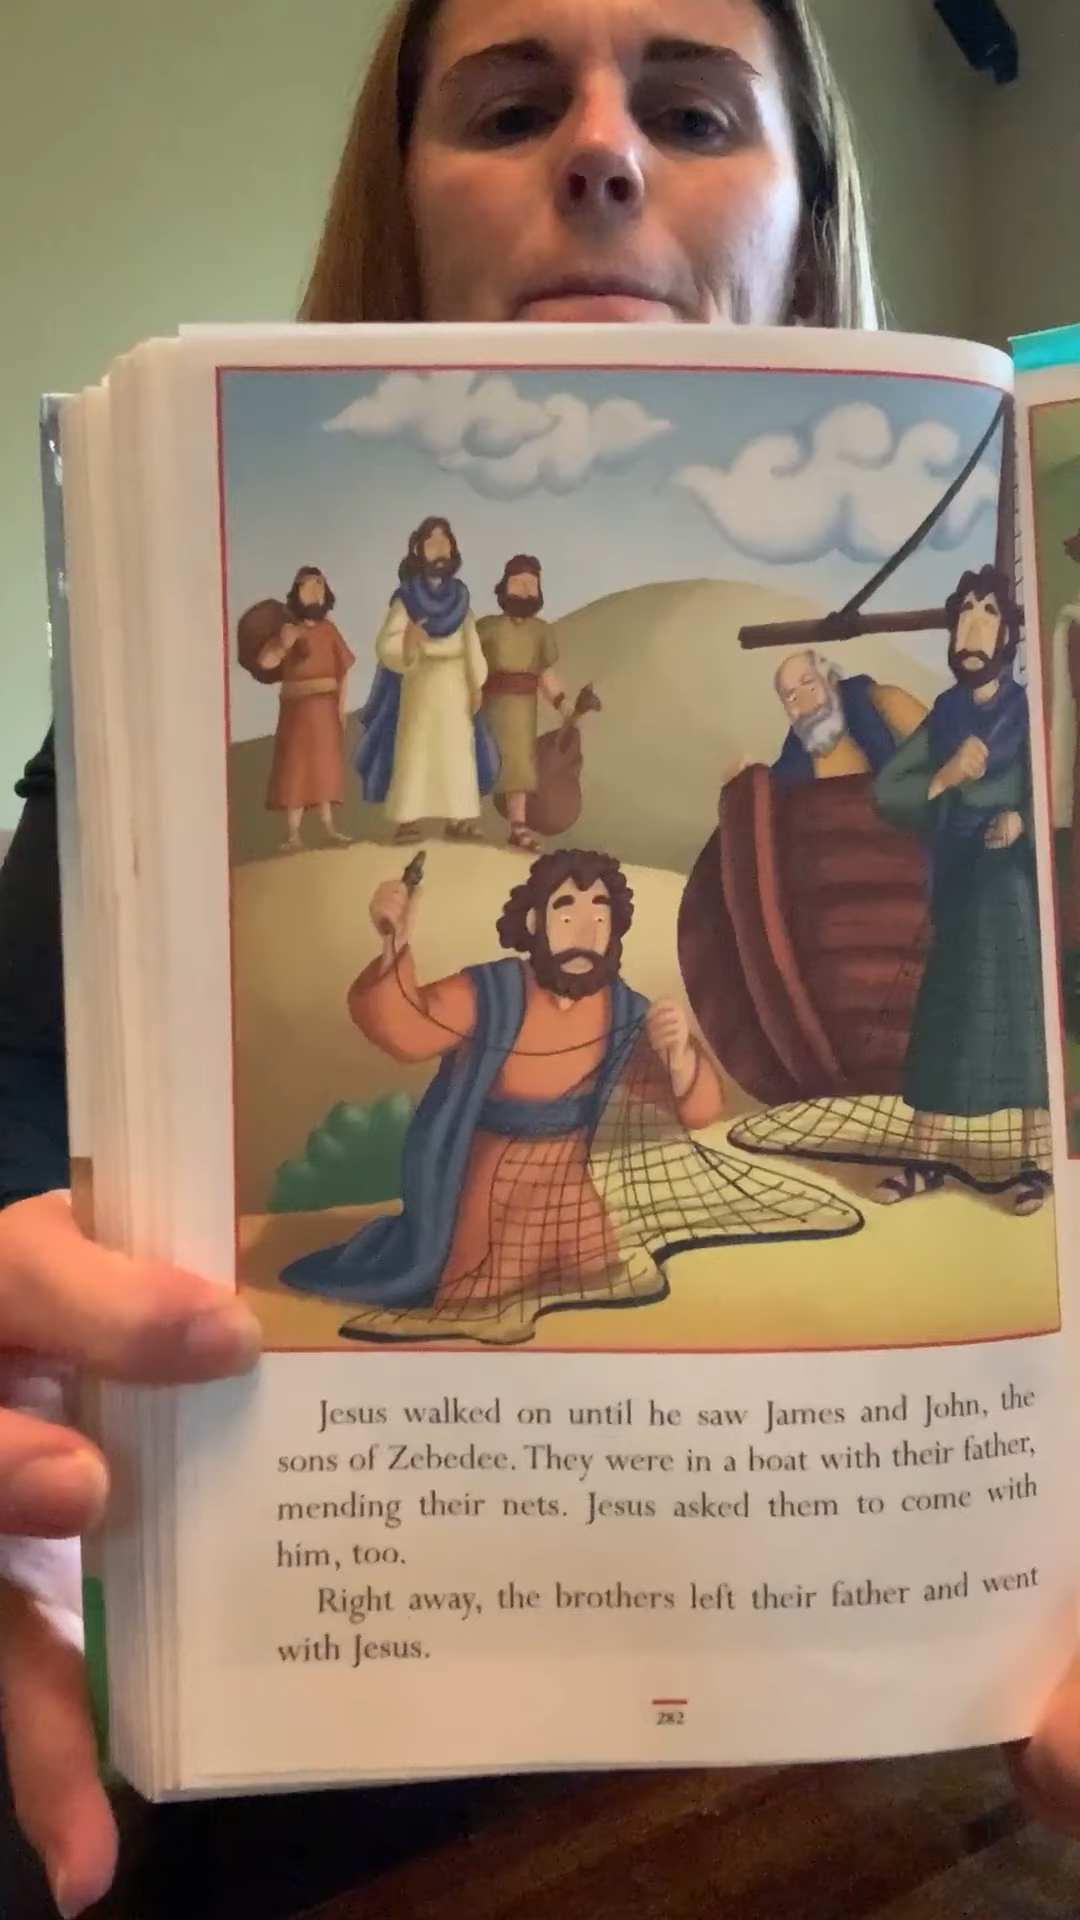 Jesus walked on until he saw James and John, the
sons of Zebedee. They were in a boat with their father,
mending their nets. Jesus asked them to come with
him, too.
Right away, the brothers left their father and went
with Jesus.
282